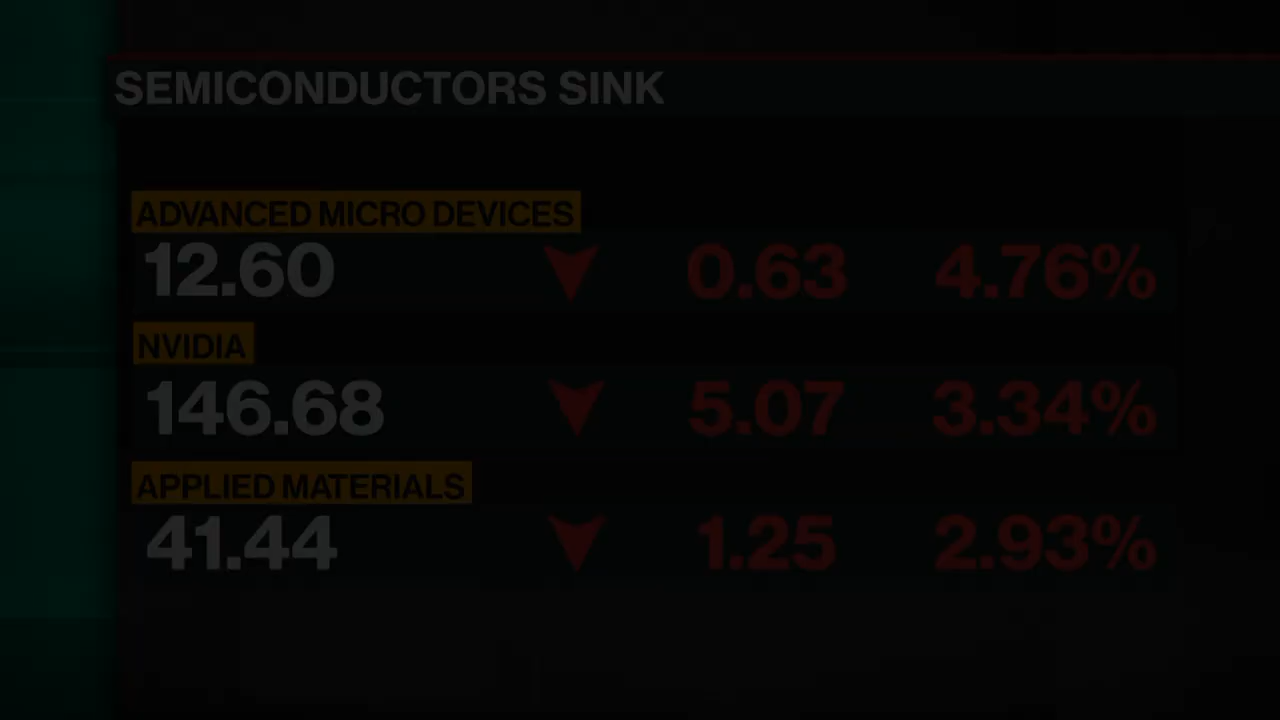 SEMICONDUCTORS SINK
ADVANCED MICRO DEVICES
12.60 0.63 4.76%
NVIDIA
146.68 5.07 3.34%
APPLIED MATERIALS
41.44 1.25 2.93%